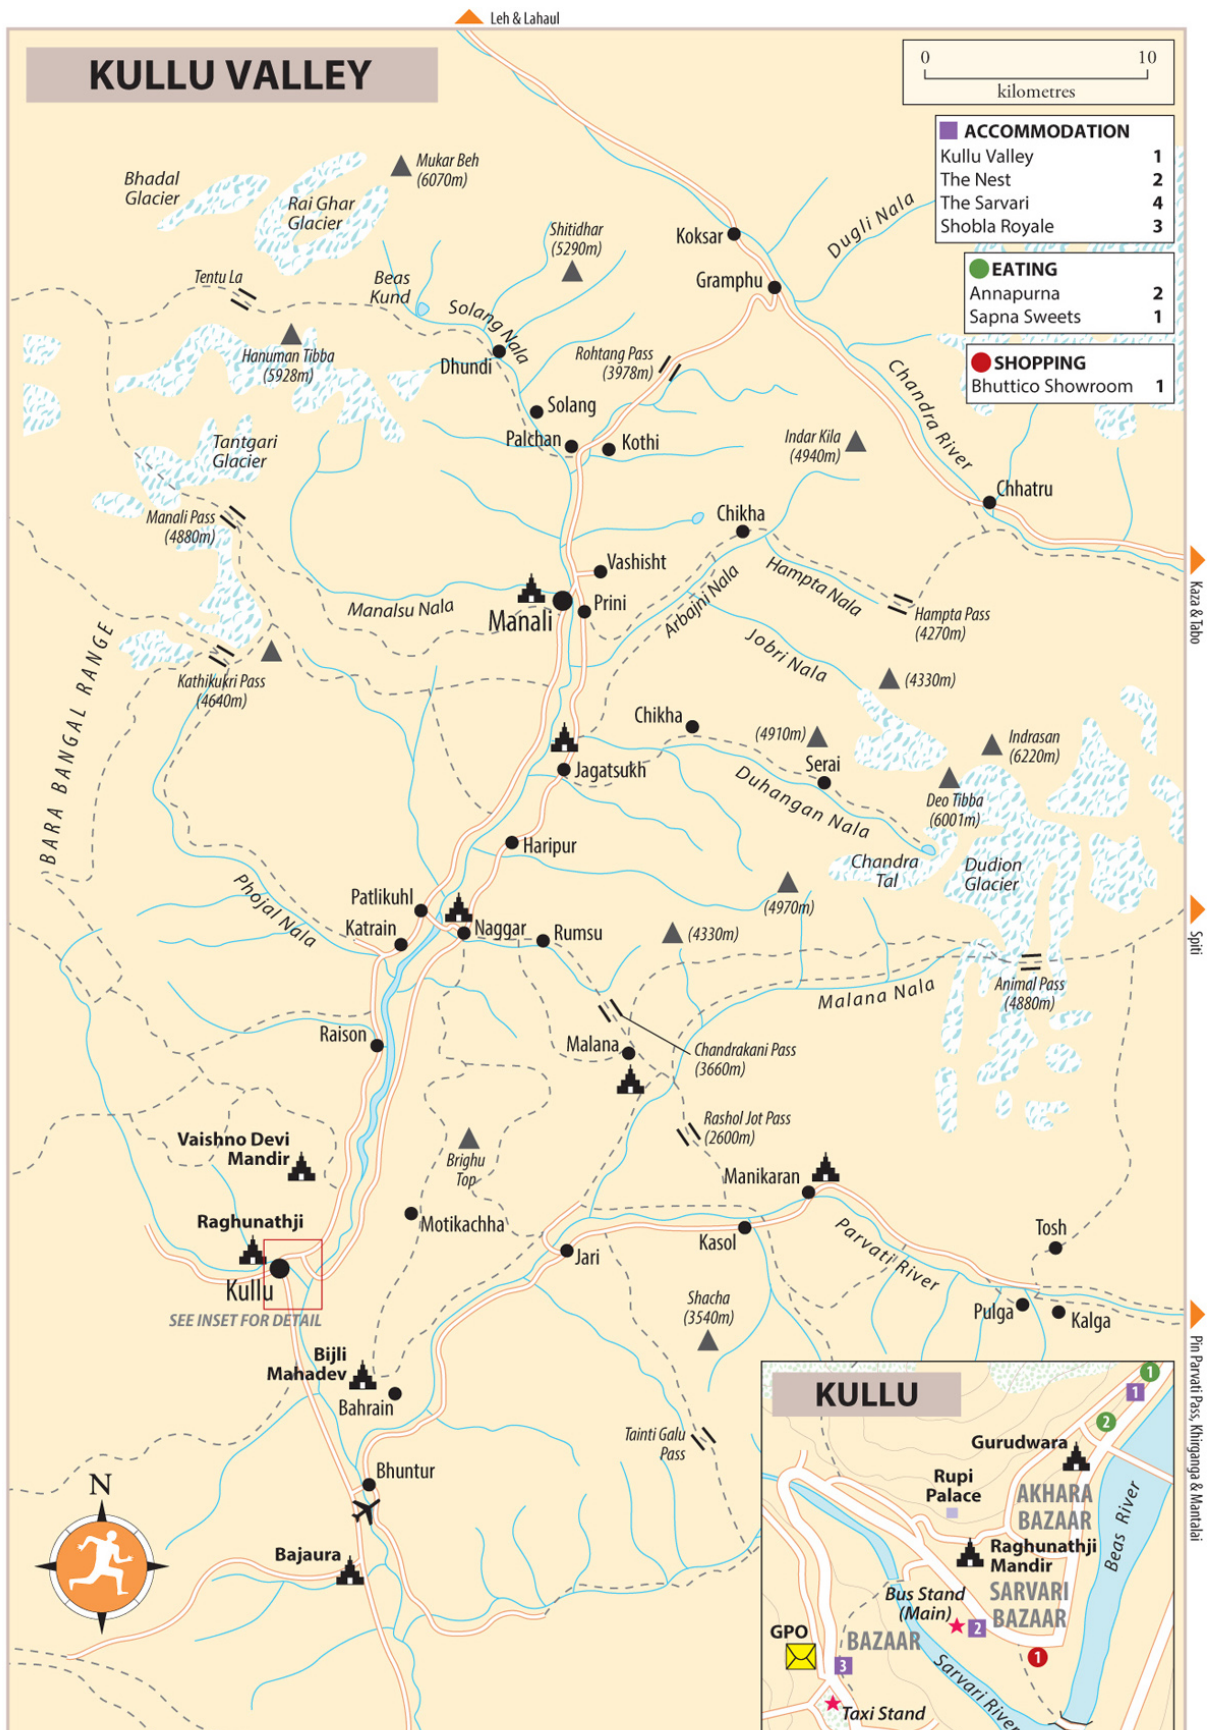 Leh & Lahaul
KULLU VALLEY
0 10
kilometres
ACCOMMODATION
Kullu Valley 1
The Nest 2
The Sarvari 4
Shobla Royale 3
EATING
Annapurna 2
Sapna Sweets 1
SHOPPING
Bhuttico Showroom 1
Mukar Beh
(6070m)
Bhadal
Glacier
Rai Ghar
Glacier
Shitidhar
(5290m)
Koksar
Dugli Nala
Tentu La
Beas
Kund
Gramphu
Solang Nala
Hanuman Tibba
(5928m)
Dhundi
Rohtang Pass
(3978m)
Chandra River
Solang
Palchan
Kothi
Indar Kila
(4940m)
Tantgari
Glacier
Chhatru
Manali Pass
(4880m)
Chikha
Vashisht
Kaza & Tabo
Hampta Nala
Manalsu Nala
Manali
Prini
Arbajni Nala
Hampta Pass
(4270m)
Jobri Nala
BARA BANGAL RANGE
Kathikukri Pass
(4640m)
(4330m)
Chikha
(4910m)
Indrasan
(6220m)
Serai
Jagatsukh
Duhangan Nala
Deo Tibba
(6001m)
Haripur
Chandra
Tal
Dudion
Glacier
Phojal Nala
Patlikuhl
(4970m)
Katrain
Naggar
Rumsu
(4330m)
Spiti
Malana Nala
Animal Pass
(4880m)
Raison
Malana
Chandrakani Pass
(3660m)
Rashol Jot Pass
(2600m)
Vaishno Devi
Mandir
Brighu
Top
Manikaran
Raghunathji
Motikachha
Kasol
Parvati River
Tosh
Jari
Kullu
SEE INSET FOR DETAIL
Shacha
(3540m)
Pulga
Kalga
Pin Parvati Pass, Khirganga & Mantalai
Bijli
Mahadev
Bahrain
Tainti Galu
Pass
Bhuntur
N
Bajaura
KULLU
1
1
2
Gurudwara
Rupi
Palace
AKHARA
BAZAAR
Beas River
Raghunathji
Mandir
Bus Stand
(Main)
SARVARI
BAZAAR
2
GPO
BAZAAR
1
3
Sarvari River
Taxi Stand